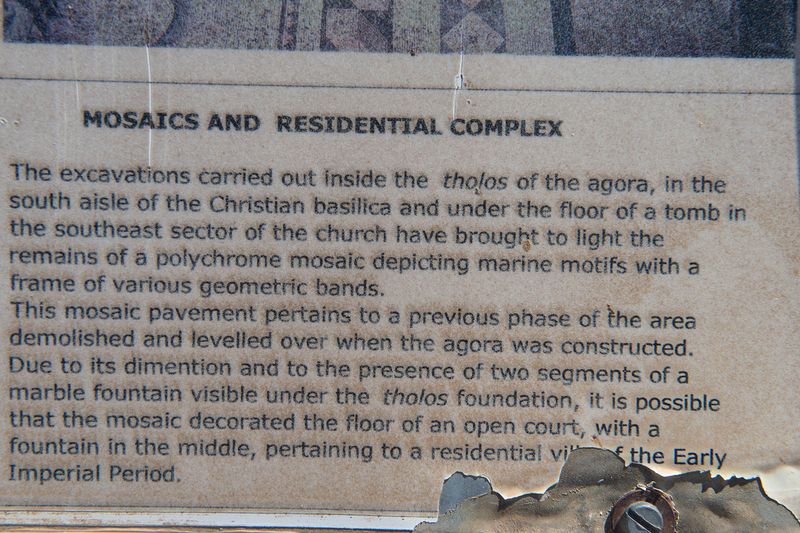 MOSAICS AND RESIDENTIAL COMPLEX
The excavations carried out inside the tholos of the agora, in the
south aisle of the Christian basilica and under the floor of a tomb in
the southeast sector of the church have brought to light the
remains of a polychrome mosaic depicting marine motifs with a
frame of various geometric bands.
This mosaic pavement pertains to a previous phase of the area
demolished and levelled over when the agora was constructed.
Due to its dimention and to the presence of two segments of a
marble fountain visible under the tholos foundation, it is possible
that the mosaic decorated the floor of an open court, with a
fountain in the middle, pertaining to a residential the Early
Imperial Period.